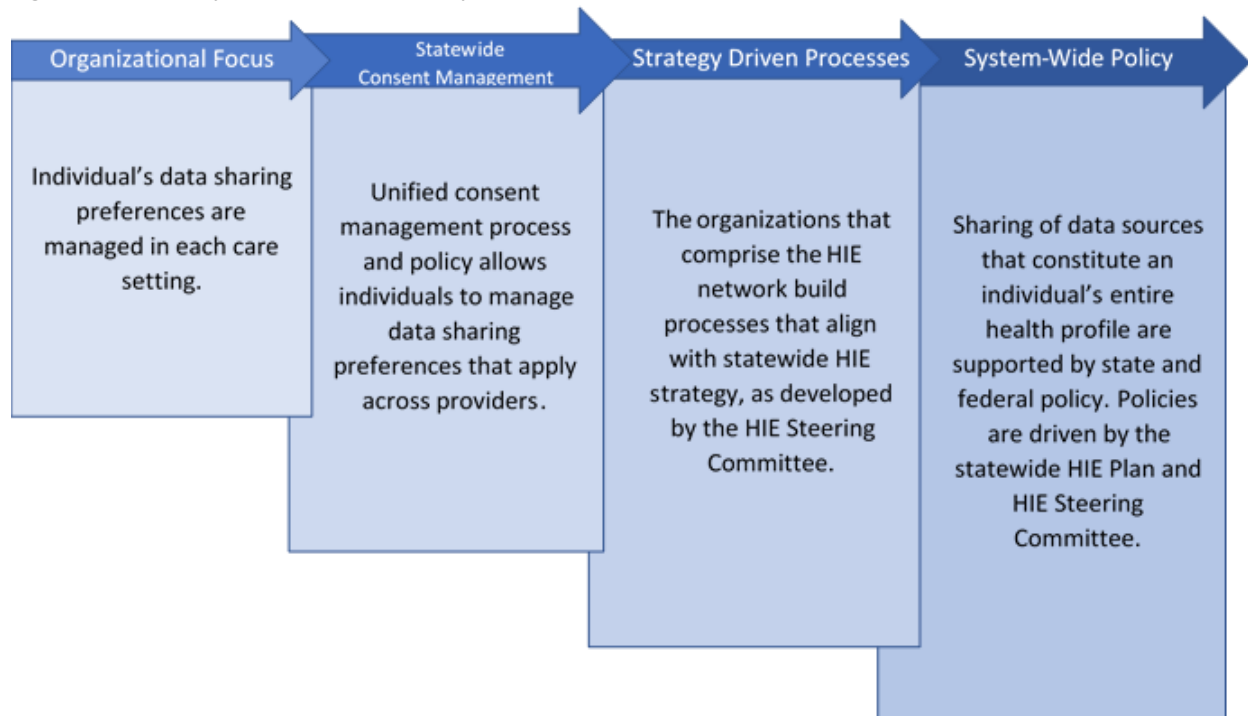 Organizational Focus
Individual's data sharing
preferences are
managed in each care
setting.
Statewide
Consent Management
Unified consent
management process
and policy allows
individuals to manage
data sharing
preferences that apply
across providers.
Strategy Driven Processes
The organizations that
comprise the HIE
network build
processes that align
with statewide HIE
strategy, as developed
by the HIE Steering
Committee.
System-Wide Policy
Sharing of data sources
that constitute an
individual's entire
health profile are
supported by state and
federal policy. Policies
are driven by the
statewide HIE Plan and
HIE Steering
Committee.